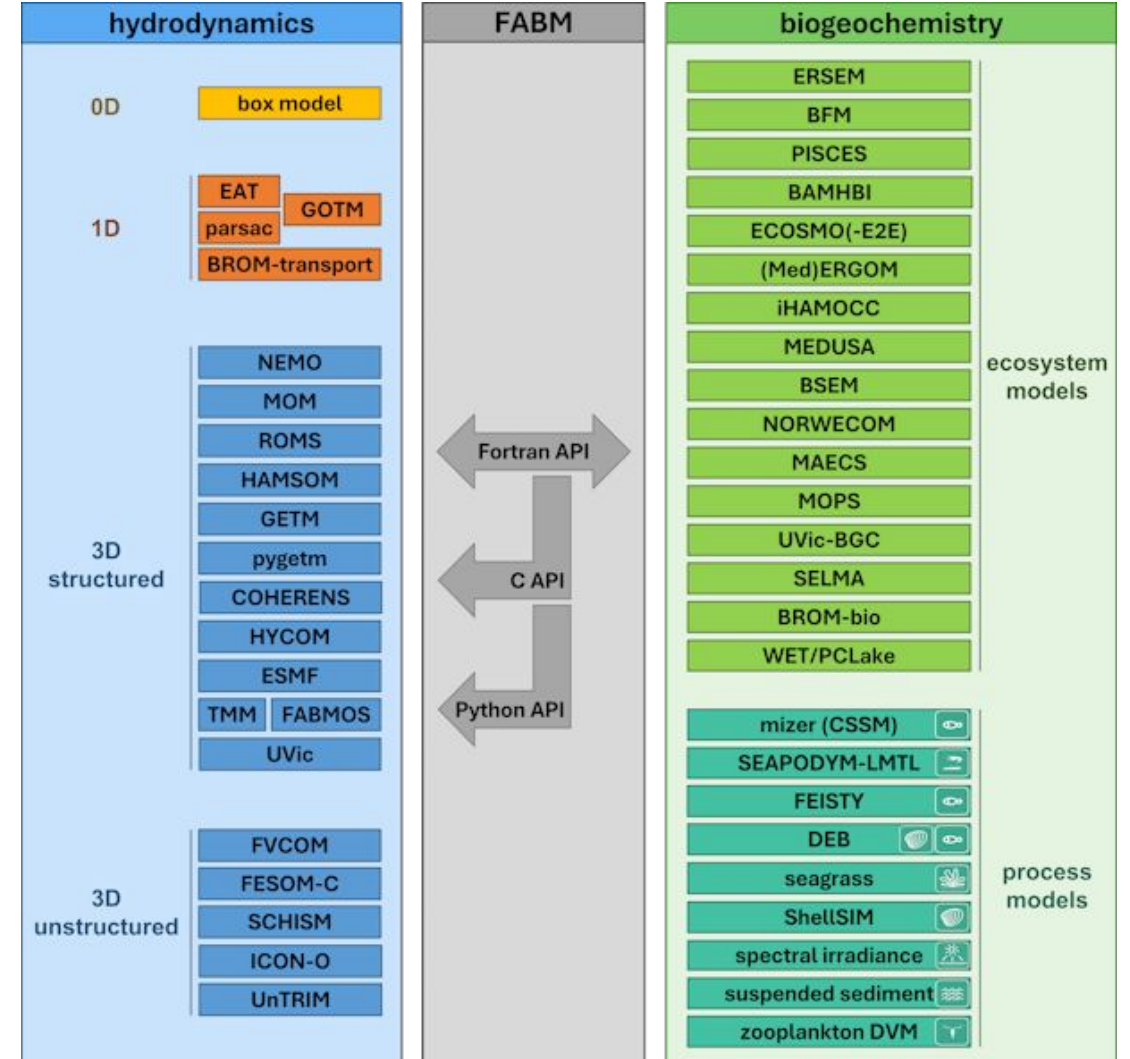 hydrodynamics
0D
box model
1D
EAT
GOTM
parsac
BROM-transport
3D
structured
NEMO
MOM
ROMS
HAMSOM
GETM
pygetm
COHERENS
HYCOM
ESMF
TMM
FABMOS
UVic
3D
unstructured
FVCOM
FESOM-C
SCHISM
ICON-O
UnTRIM
FABM
Fortran API
C API
Python API
biogeochemistry
ERSEM
BFM
PISCES
BAMHBI
ECOSMO(-E2E)
(Med)ERGOM
iHAMOCC
MEDUSA
BSEM
NORWECOM
MAECS
MOPS
UVic-BGC
SELMA
BROM-bio
WET/PCLake
ecosystem
models
mizer (CSSM)
SEAPODYM-LMTL
FEISTY
DEB
seagrass
ShellSIM
spectral irradiance
suspended sediment
zooplankton DVM
process
models